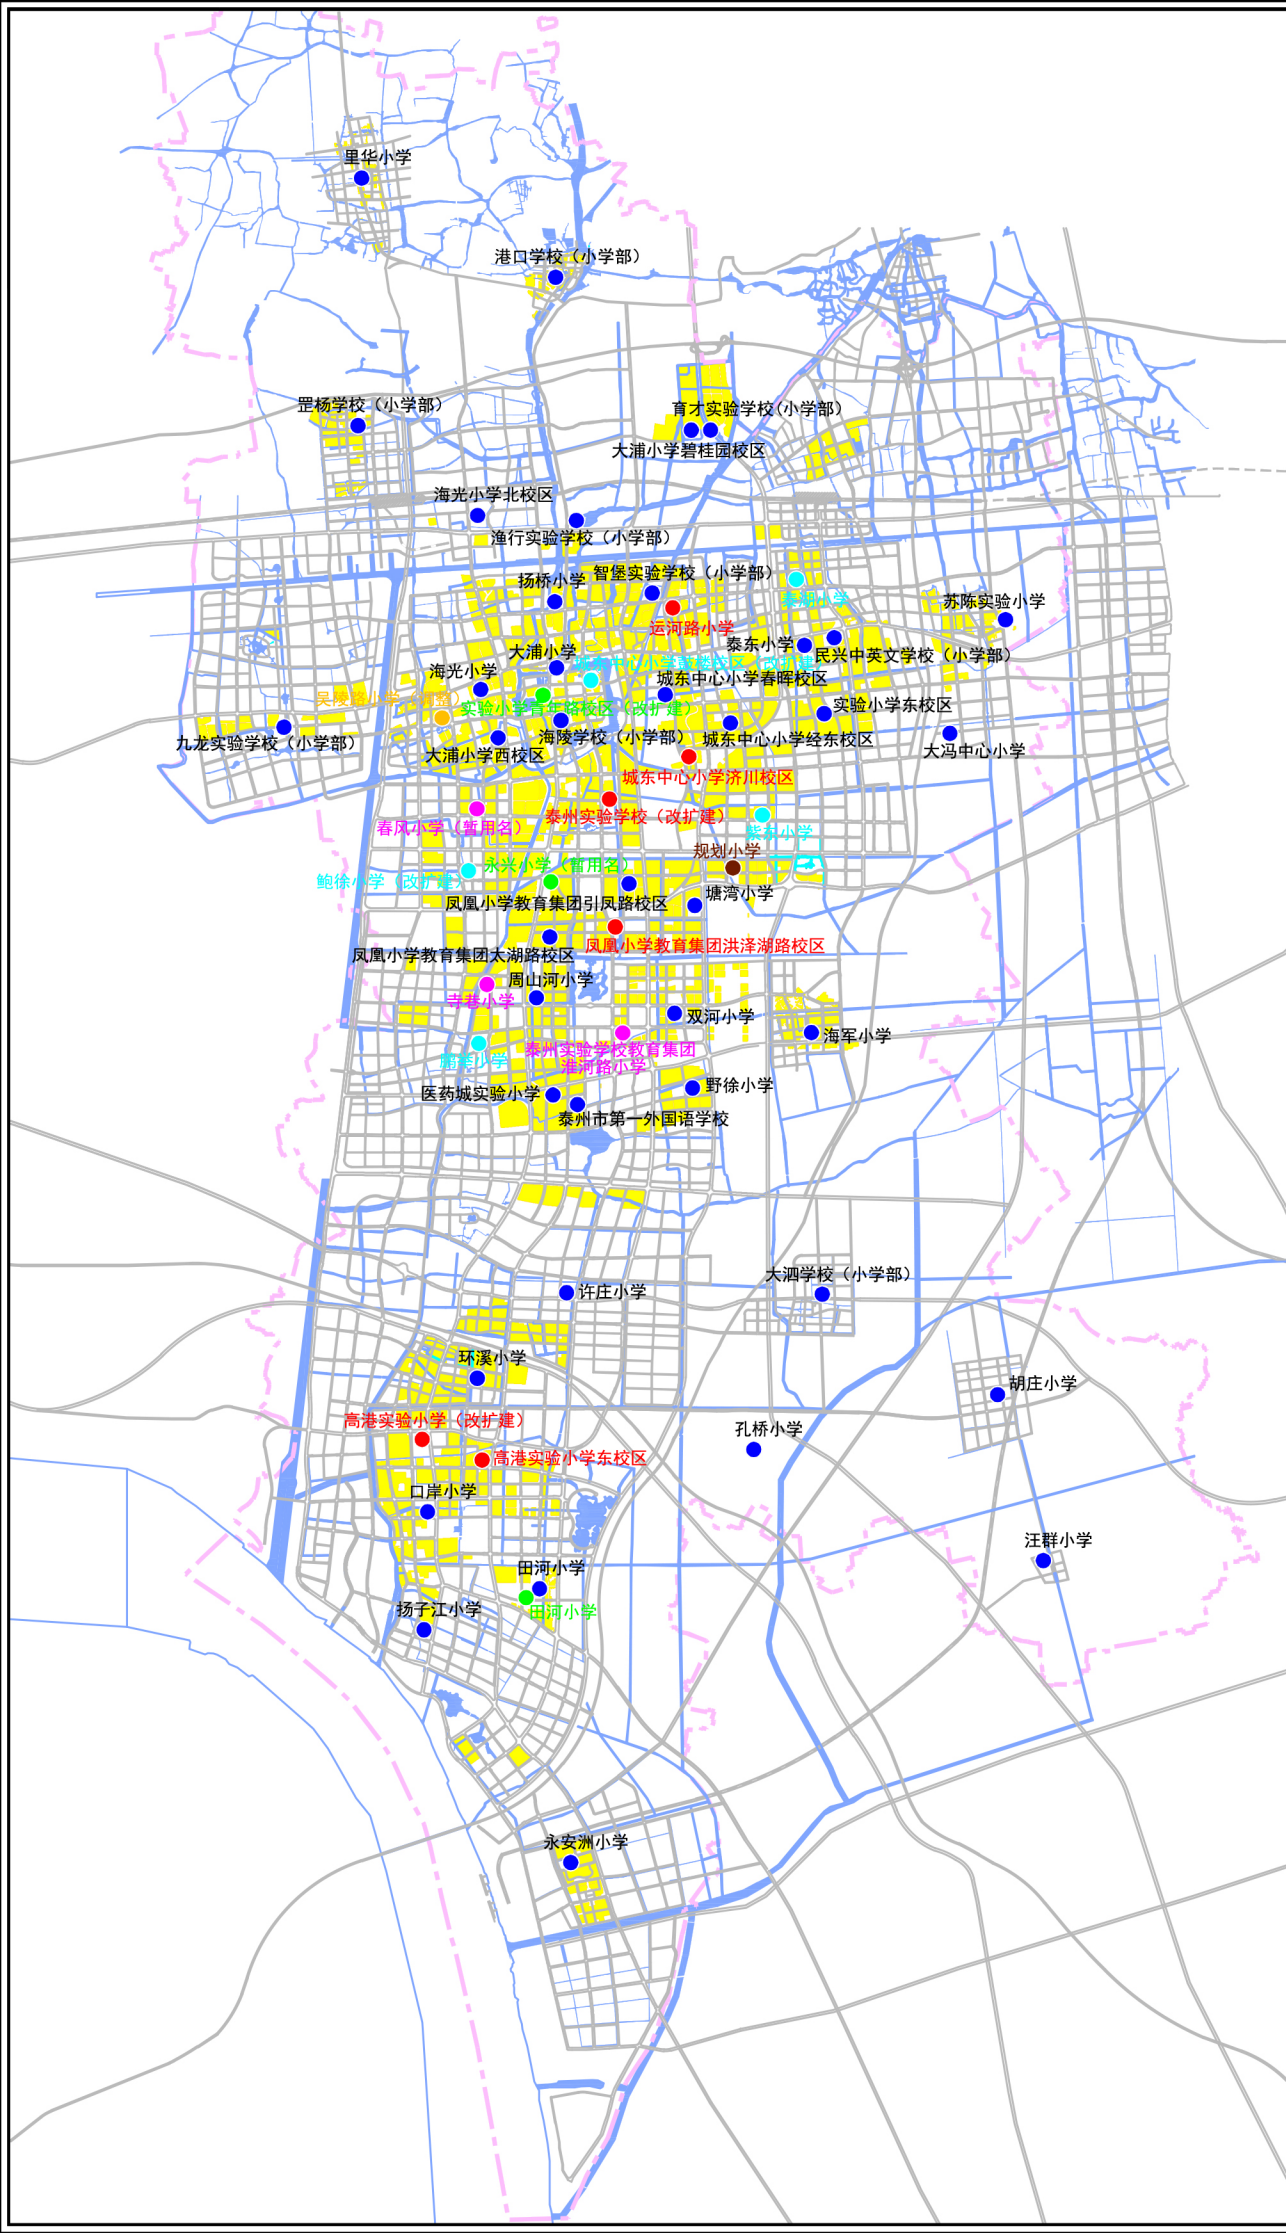 里华小学
港口学校（小学部）
罡杨学校（小学部）
育才实验学校(小学部）
大浦小学碧桂园校区
海光小学北校区
渔行实验学校（小学部）
智堡实验学校（小学部）
扬桥小学
苏陈实验小学
运河路小学
泰东小学
大浦小学
民兴中英文学校（小学部）
海光小学
城东中心小学春晖校区
吴陵路小学（调整）
实验小学青年路校区（改扩建）
实验小学东校区
九龙实验学校（小学部）
海陵学校（小学部）
城东中心小学经东校区
大浦小学西校区
大冯中心小学
城东中心小学济川校区
泰州实验学校（改扩建）
春风小学（暂用名）
紫东小学
规划小学
永兴小学（暂用名）
鲍徐小学（改扩建）
塘湾小学
凤凰小学教育集团引凤路校区
凤凰小学教育集团洪泽湖路校区
凤凰小学教育集团太湖路校区
周山河小学
寺巷小学
双河小学
海军小学
泰州实验学校教育集团
淮河路小学
野徐小学
医药城实验小学
泰州市第一外国语学校
大泗学校（小学部）
许庄小学
环溪小学
胡庄小学
高港实验小学（改扩建）
孔桥小学
高港实验小学东校区
口岸小学
汪群小学
田河小学
扬子江小学
田河小学
永安洲小学